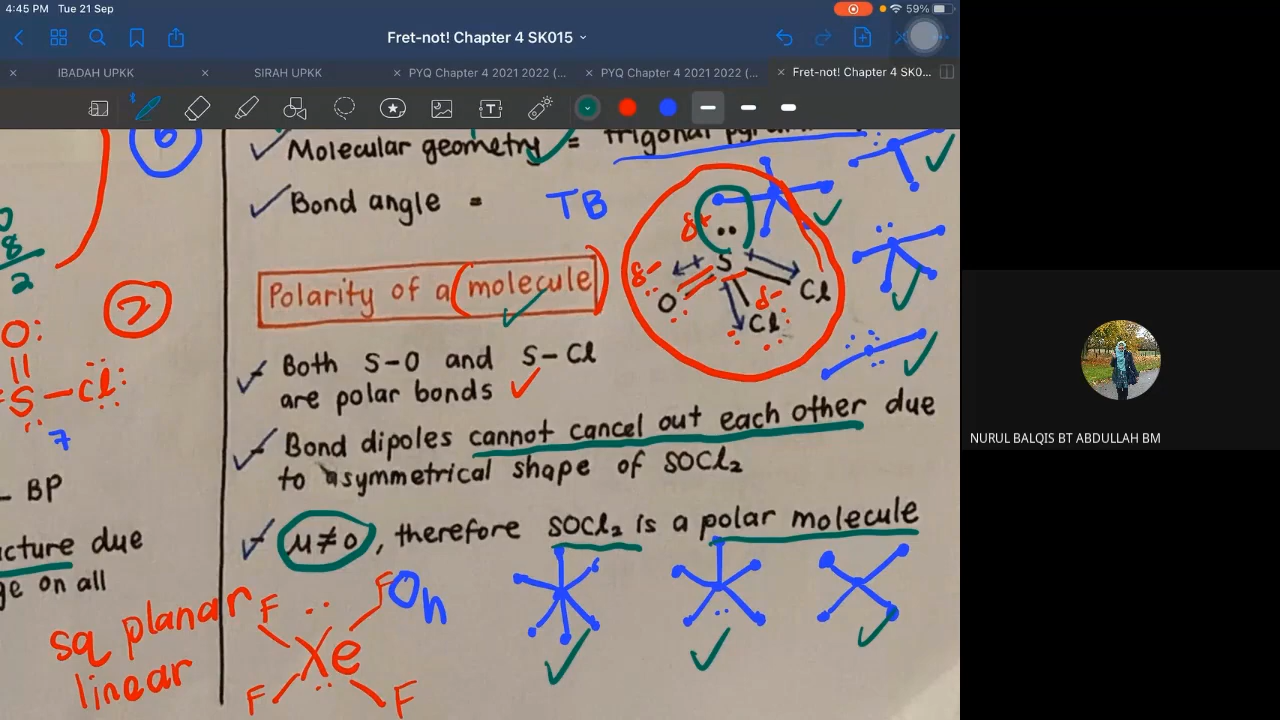 4:45 PM Tue 21 Sep
59%
Fret-not! Chapter 4 SK015
IBADAH UPKK
SIRAH UPKK
PYQ Chapter 4 2021 2022 (...
PYQ Chapter 4 2021 2022 (...
Fret-not! Chapter 4 SK0...
Molecular geometry = trigonal
Bond angle = TB
Polarity of a (molecule)
δ+
S
δ-
O
δ-
Cl
Cl
Both S-O and S-Cl
are polar bonds
Bond dipoles cannot cancel out each other due
to asymmetrical shape of SOCl2
μ≠0, therefore SOCl2 is a polar molecule
Oh
8
2
7
O:
S - Cl:
7
- BP
ucture due
ge on all
sq planar
linear
F F
Xe
F F
NURUL BALQIS BT ABDULLAH BM